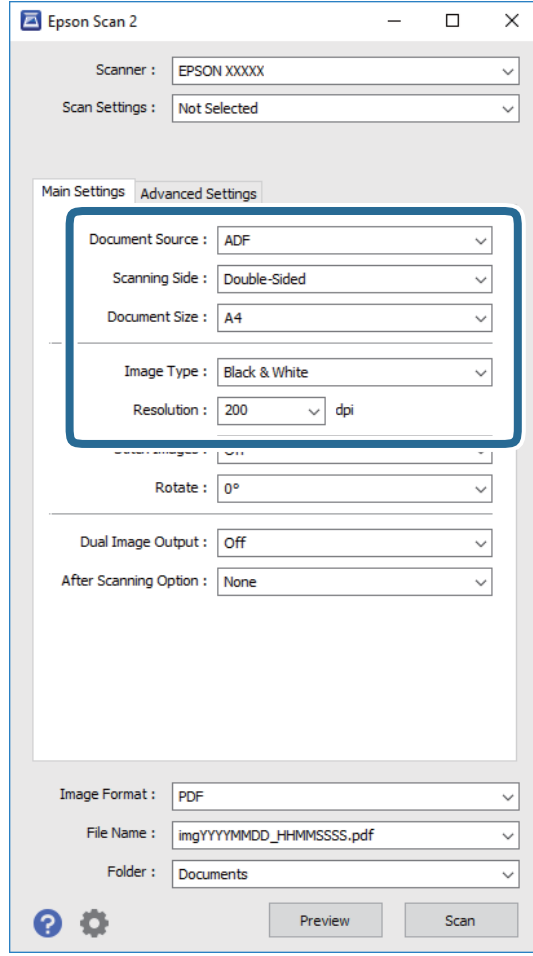 Epson Scan 2
Scanner : EPSON XXXXX
Scan Settings : Not Selected
Main Settings Advanced Settings
Document Source : ADF
Scanning Side : Double-Sided
Document Size : A4
Image Type : Black & White
Resolution : 200 dpi
Rotate : 0°
Dual Image Output : Off
After Scanning Option : None
Image Format : PDF
File Name : imgYYYYMMDD_HHMMSSSS.pdf
Folder : Documents
? Preview Scan